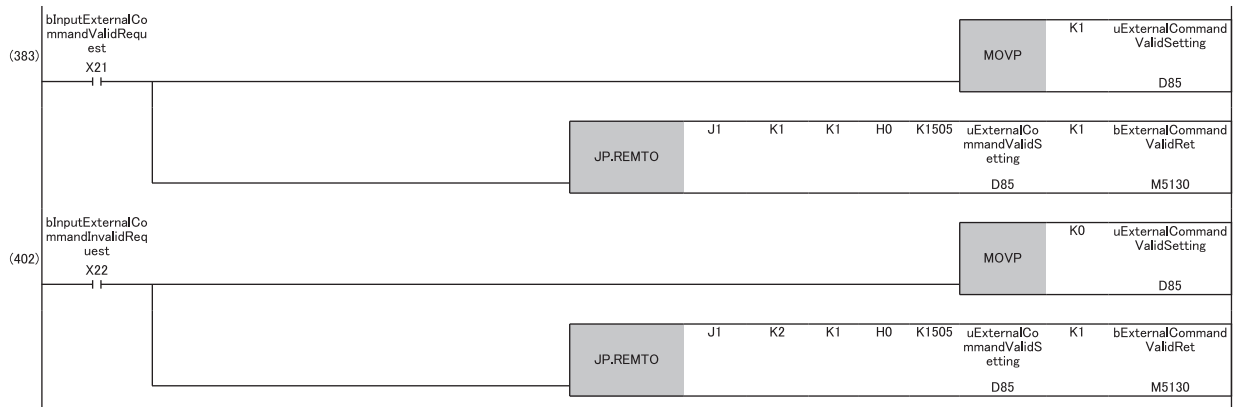 bInputExternalCo
mmandValidRequ
est
(383)
X21
MOVP
K1
uExternalCommand
ValidSetting
D85
JP.REMTO
J1
K1
K1
H0
K1505
uExternalCo
mmandValidS
etting
D85
K1
bExternalCommand
ValidRet
M5130
bInputExternalCo
mmandInvalidReq
uest
(402)
X22
MOVP
K0
uExternalCommand
ValidSetting
D85
JP.REMTO
J1
K2
K1
H0
K1505
uExternalCo
mmandValidS
etting
D85
K1
bExternalCommand
ValidRet
M5130